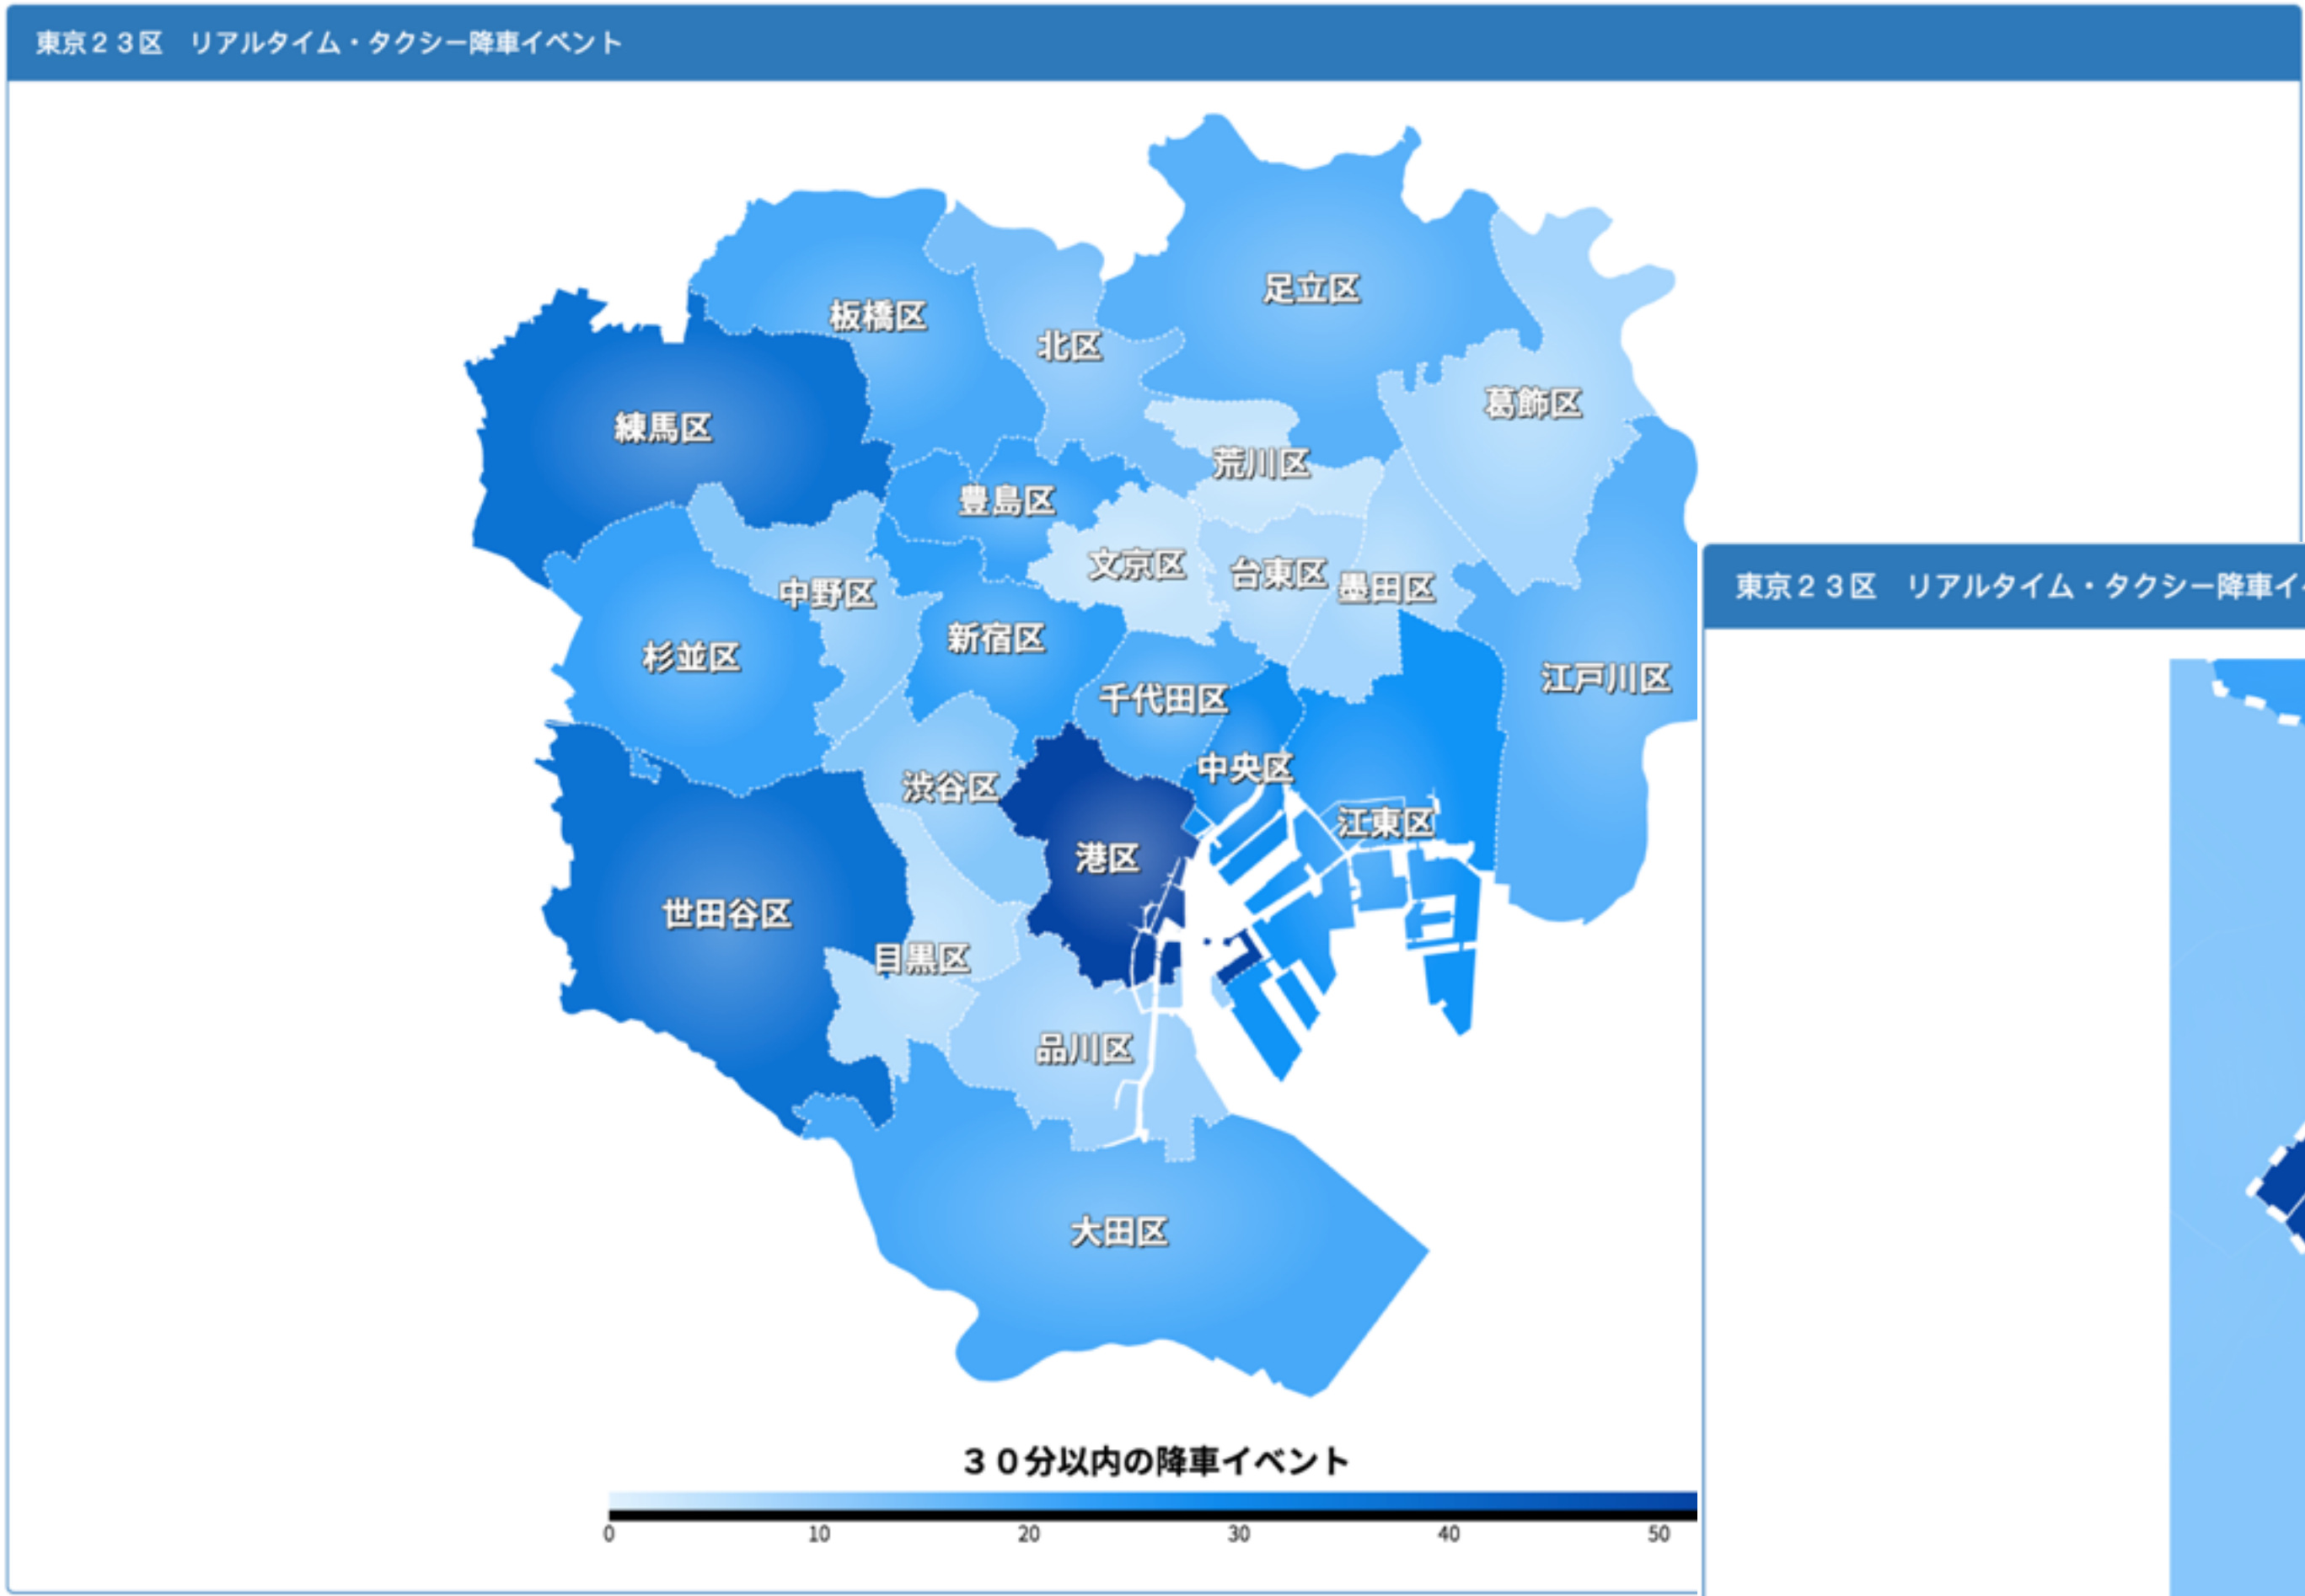 東京２３区　リアルタイム・タクシー降車イベント
足立区
板橋区
北区
葛飾区
練馬区
荒川区
豊島区
文京区
台東区
墨田区
中野区
新宿区
杉並区
江戸川区
千代田区
中央区
渋谷区
江東区
港区
世田谷区
目黒区
品川区
大田区
３０分以内の降車イベント
0 10 20 30 40 50
東京２３区　リアルタイム・タクシー降車イ